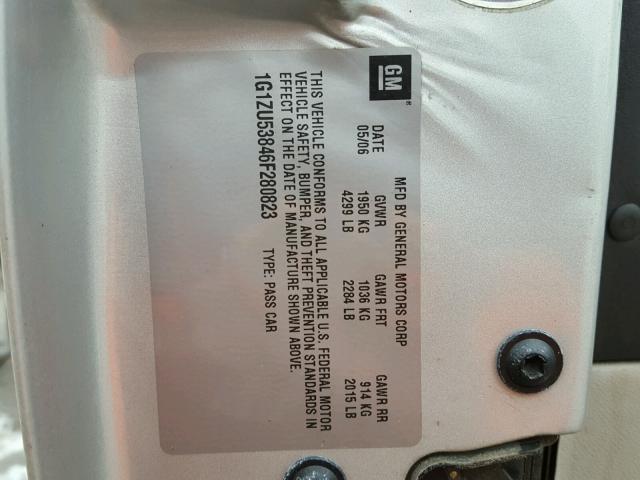 GM
MFD BY GENERAL MOTORS CORP
DATE GVWR GAWR FRT GAWR RR
05/06 1950 KG 1036 KG 914 KG
4299 LB 2284 LB 2015 LB
THIS VEHICLE CONFORMS TO ALL APPLICABLE U.S. FEDERAL MOTOR
VEHICLE SAFETY, BUMPER, AND THEFT PREVENTION STANDARDS IN
EFFECT ON THE DATE OF MANUFACTURE SHOWN ABOVE.
1G1ZU53846F280823 TYPE: PASS CAR